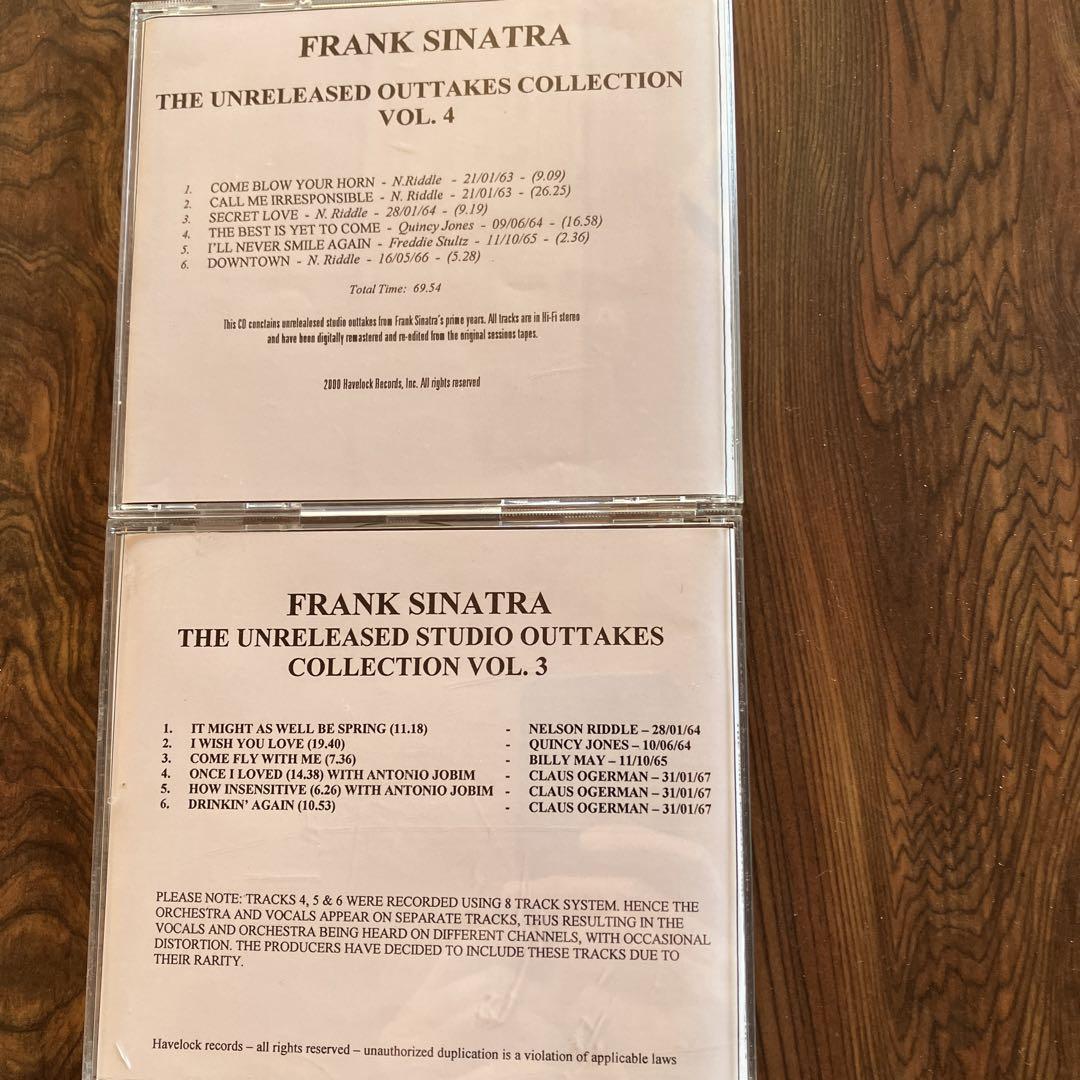 FRANK SINATRA
THE UNRELEASED OUTTAKES COLLECTION
VOL. 4
1. COME BLOW YOUR HORN - N.Riddle - 21/01/63 - (9.09)
2. CALL ME IRRESPONSIBLE - N. Riddle - 21/01/63 - (26.25)
3. SECRET LOVE - N. Riddle - 28/01/64 - (9.19)
4. THE BEST IS YET TO COME - Quincy Jones - 09/06/64 - (16.58)
5. I'LL NEVER SMILE AGAIN - Freddie Stultz - 11/10/65 - (2.36)
6. DOWNTOWN - N. Riddle - 16/05/66 - (5.28)
Total Time: 69.54
This CD conctains unrelealesed studio outtakes from Frank Sinatra's prime years. All tracks are in Hi-Fi stereo
and have been digitally remastered and re-edited from the original sessions tapes.
2000 Havelock Records, Inc. All rights reserved
FRANK SINATRA
THE UNRELEASED STUDIO OUTTAKES
COLLECTION VOL. 3
1. IT MIGHT AS WELL BE SPRING (11.18) - NELSON RIDDLE – 28/01/64
2. I WISH YOU LOVE (19.40) - QUINCY JONES – 10/06/64
3. COME FLY WITH ME (7.36) - BILLY MAY – 11/10/65
4. ONCE I LOVED (14.38) WITH ANTONIO JOBIM - CLAUS OGERMAN – 31/01/67
5. HOW INSENSITIVE (6.26) WITH ANTONIO JOBIM - CLAUS OGERMAN – 31/01/67
6. DRINKIN' AGAIN (10.53) - CLAUS OGERMAN – 31/01/67
PLEASE NOTE: TRACKS 4, 5 & 6 WERE RECORDED USING 8 TRACK SYSTEM. HENCE THE
ORCHESTRA AND VOCALS APPEAR ON SEPARATE TRACKS, THUS RESULTING IN THE
VOCALS AND ORCHESTRA BEING HEARD ON DIFFERENT CHANNELS, WITH OCCASIONAL
DISTORTION. THE PRODUCERS HAVE DECIDED TO INCLUDE THESE TRACKS DUE TO
THEIR RARITY.
Havelock records – all rights reserved – unauthorized duplication is a violation of applicable laws